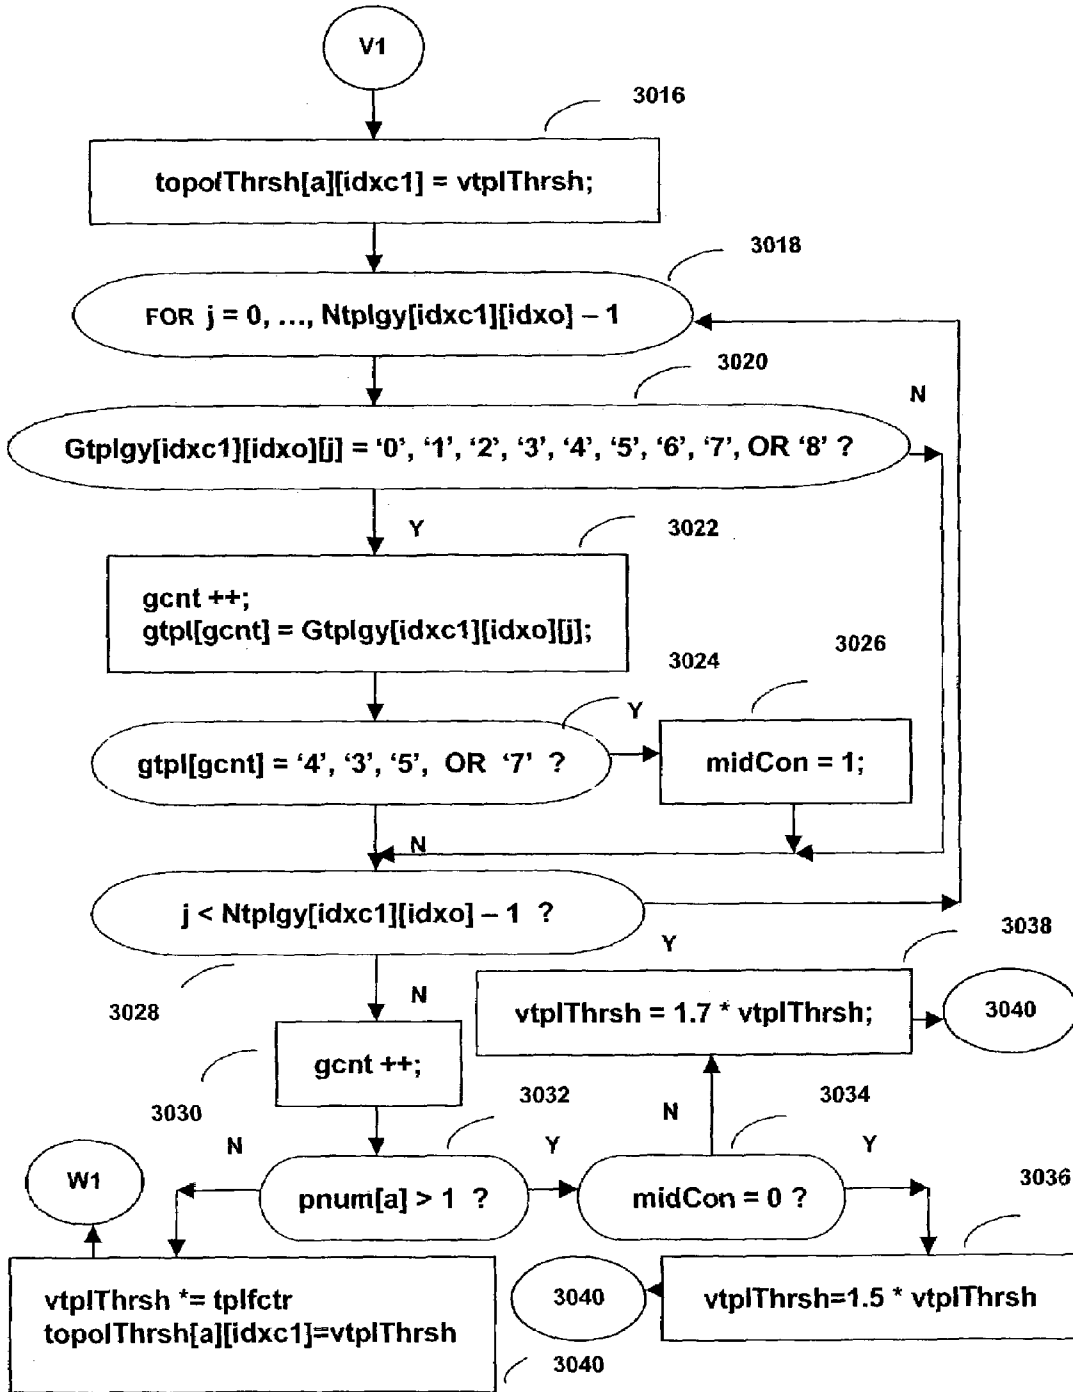 V1
3016
topolThrsh[a][idxc1] = vtplThrsh;
3018
FOR j = 0, …, Ntplgy[idxc1][idxo] – 1
3020
N
Gtplgy[idxc1][idxo][j] = ‘0’, ‘1’, ‘2’, ‘3’, ‘4’, ‘5’, ‘6’, ‘7’, OR ‘8’ ?
Y
3022
gcnt ++;
gtpl[gcnt] = Gtplgy[idxc1][idxo][j];
3024
3026
Y
gtpl[gcnt] = ‘4’, ‘3’, ‘5’, OR ‘7’ ?
midCon = 1;
N
j < Ntplgy[idxc1][idxo] – 1 ?
Y
3038
3028
N
vtplThrsh = 1.7 * vtplThrsh;
3040
gcnt ++;
3030
3032
3034
N
N
Y
Y
W1
pnum[a] > 1 ?
midCon = 0 ?
3036
vtplThrsh *= tplfctr
topolThrsh[a][idxc1]=vtplThrsh
3040
vtplThrsh=1.5 * vtplThrsh
3040